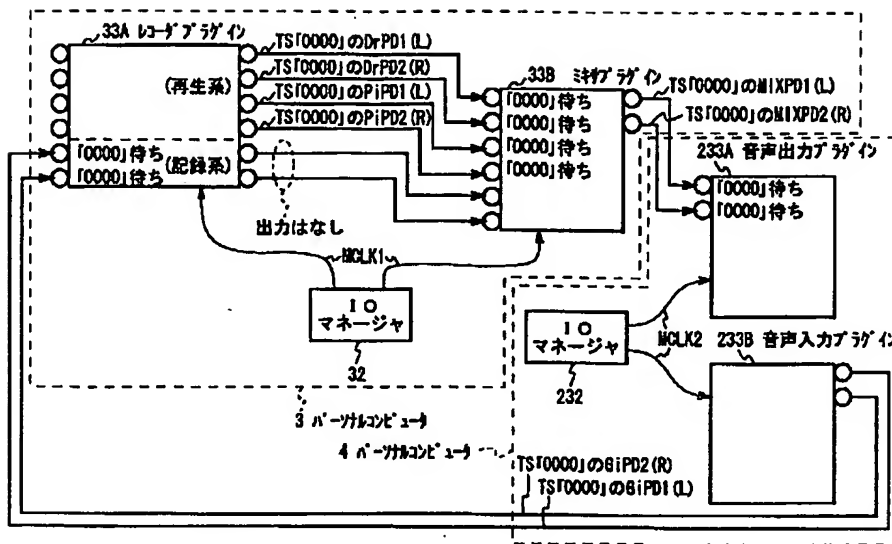 33A レコーダプラグイン
(再生系)
(記録系)
「0000」待ち
「0000」待ち
TS「0000」のDrPD1(L)
TS「0000」のDrPD2(R)
TS「0000」のPiPD1(L)
TS「0000」のPiPD2(R)
出力はなし
33B ミキサプラグイン
「0000」待ち
「0000」待ち
「0000」待ち
「0000」待ち
TS「0000」のMIXPD1(L)
TS「0000」のMIXPD2(R)
233A 音声出力プラグイン
「0000」待ち
「0000」待ち
MCLK1
IO
マネージャ
32
IO
マネージャ
232
MCLK2
233B 音声入力プラグイン
3 パーソナルコンピュータ
4 パーソナルコンピュータ
TS「0000」のGiPD2(R)
TS「0000」のGiPD1(L)